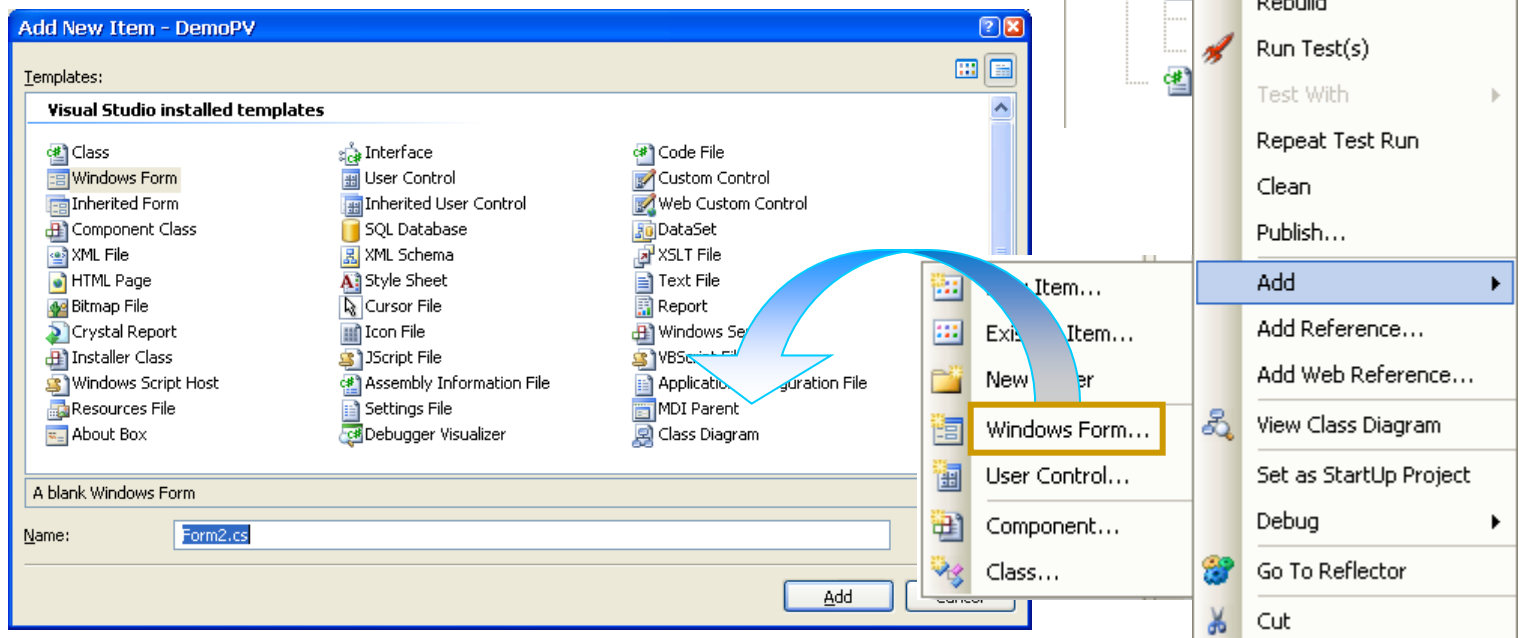 Add New Item - DemoPV
Templates:
Visual Studio installed templates
Class
Interface
Code File
Windows Form
User Control
Custom Control
Inherited Form
Inherited User Control
Web Custom Control
Component Class
SQL Database
DataSet
XML File
XML Schema
XSLT File
HTML Page
Style Sheet
Text File
Bitmap File
Cursor File
Report
Crystal Report
Icon File
Windows
Installer Class
JScript File
Windows Script Host
Assembly Information File
File
Resources File
Settings File
MDI Parent
About Box
Debugger Visualizer
Class Diagram
A blank Windows Form
Name:
Form2.cs
Add
Item...
Item...
New
Windows Form...
User Control...
Component...
Class...
Rebuild
Run Test(s)
Test With
Repeat Test Run
Clean
Publish...
Add
Add Reference...
Add Web Reference...
View Class Diagram
Set as StartUp Project
Debug
Go To Reflector
Cut